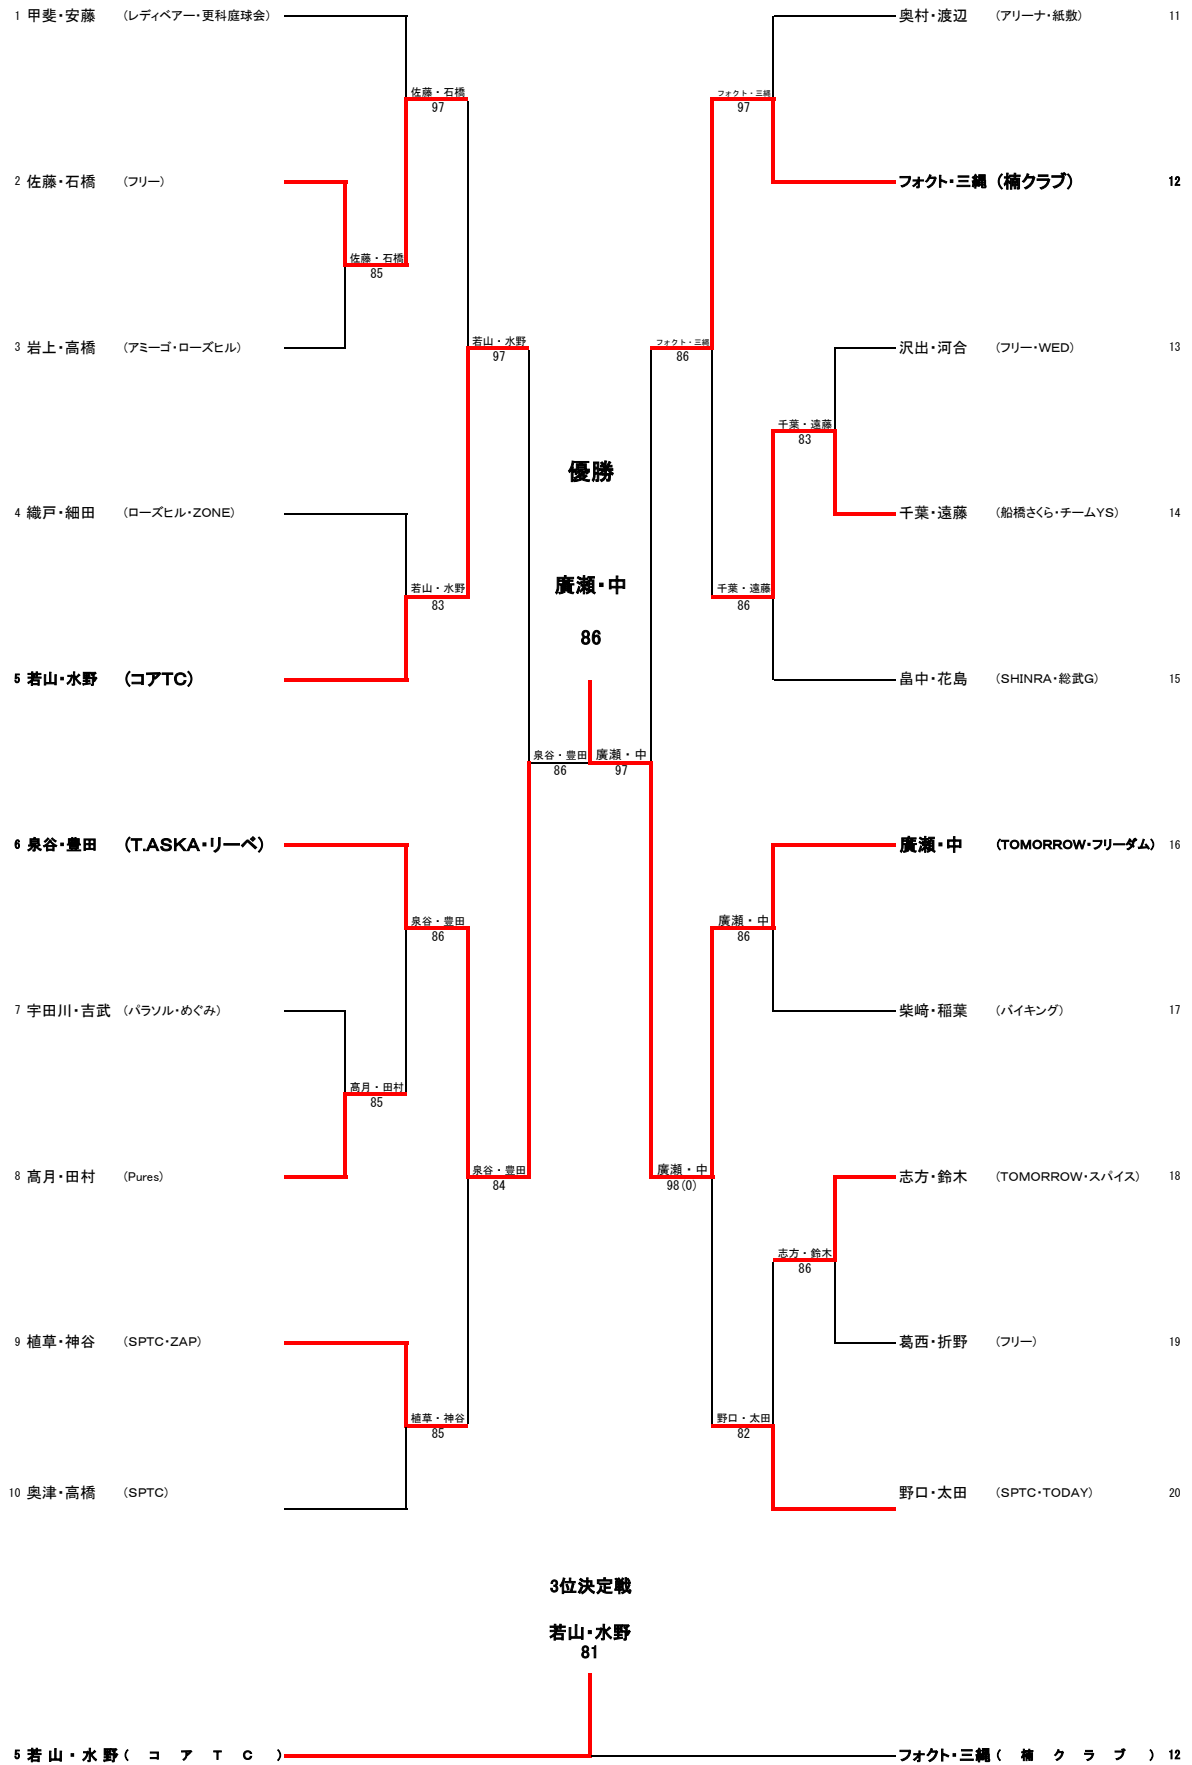 1 甲斐・安藤 (レディベアー・更科庭球会)
奥村・渡辺 (アリーナ・紙敷) 11
佐藤・石橋
97
フォクト・三縄
97
2 佐藤・石橋 (フリー)
フォクト・三縄 (楠クラブ) 12
佐藤・石橋
85
3 岩上・高橋 (アミーゴ・ローズヒル)
若山・水野
97
フォクト・三縄
86
沢出・河合 (フリー・WED) 13
千葉・遠藤
83
優勝
4 織戸・細田 (ローズヒル・ZONE)
千葉・遠藤 (船橋さくら・チームYS) 14
若山・水野
83
廣瀬・中
86
千葉・遠藤
86
5 若山・水野 (コアTC)
畠中・花島 (SHINRA・総武G) 15
泉谷・豊田
86
廣瀬・中
97
6 泉谷・豊田 (T.ASKA・リーベ)
廣瀬・中 (TOMORROW・フリーダム) 16
泉谷・豊田
86
廣瀬・中
86
7 宇田川・吉武 (パラソル・めぐみ)
柴﨑・稲葉 (バイキング) 17
髙月・田村
85
8 髙月・田村 (Pures)
泉谷・豊田
84
廣瀬・中
98(0)
志方・鈴木 (TOMORROW・スパイス) 18
志方・鈴木
86
9 植草・神谷 (SPTC・ZAP)
葛西・折野 (フリー) 19
植草・神谷
85
野口・太田
82
10 奥津・高橋 (SPTC)
野口・太田 (SPTC・TODAY) 20
3位決定戦
若山・水野
81
5 若山・水野 (コアTC)
フォクト・三縄 (楠クラブ) 12